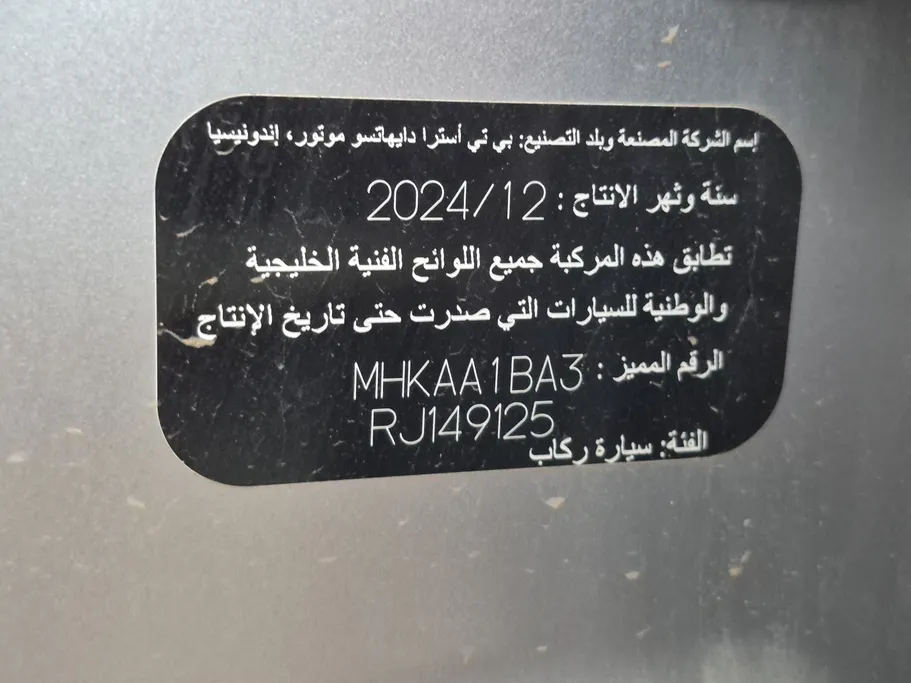 إسم الشركة المصنعة وبلد التصنيع: بي تي أسترا دايهاتسو موتور، إندونيسيا
سنة وشهر الانتاج : 2024/12
تطابق هذه المركبة جميع اللوائح الفنية الخليجية
والوطنية للسيارات التي صدرت حتى تاريخ الإنتاج
الرقم المميز : MHKAA1BA3
RJ149125
الفئة: سيارة ركاب